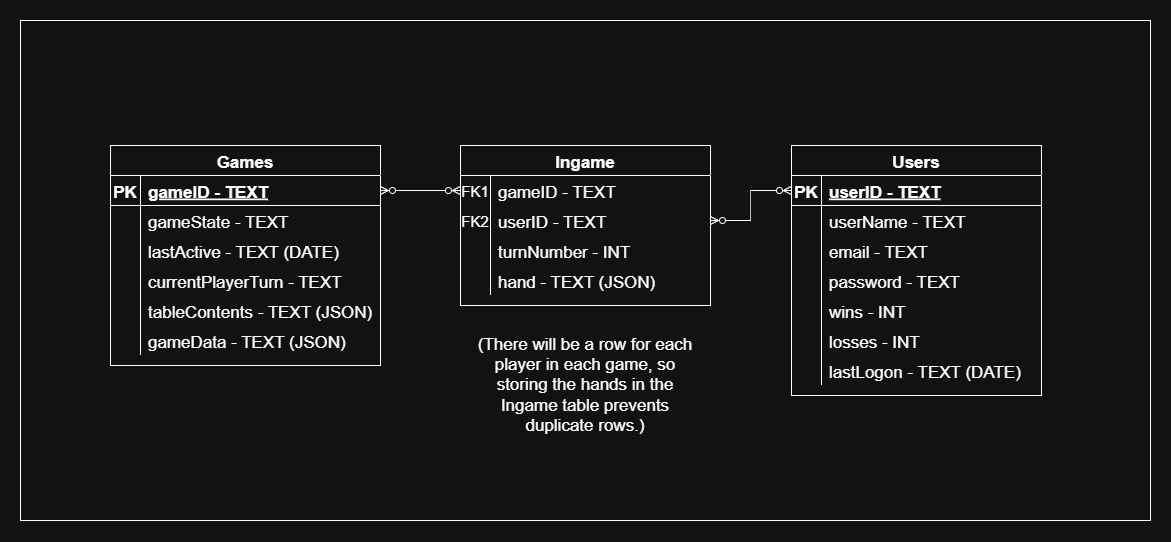 Games
PK gameID - TEXT
gameState - TEXT
lastActive - TEXT (DATE)
currentPlayerTurn - TEXT
tableContents - TEXT (JSON)
gameData - TEXT (JSON)
Ingame
FK1 gameID - TEXT
FK2 userID - TEXT
turnNumber - INT
hand - TEXT (JSON)
(There will be a row for each
player in each game, so
storing the hands in the
Ingame table prevents
duplicate rows.)
Users
PK userID - TEXT
userName - TEXT
email - TEXT
password - TEXT
wins - INT
losses - INT
lastLogon - TEXT (DATE)